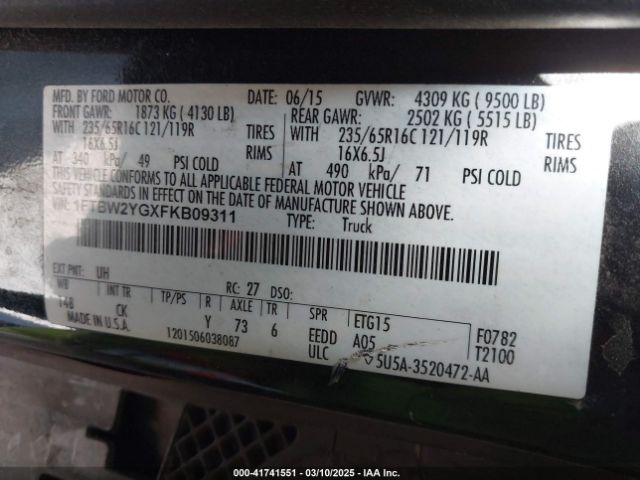 MFD. BY FORD MOTOR CO. DATE: 06/15 GVWR: 4309 KG ( 9500 LB)
FRONT GAWR: 1873 KG ( 4130 LB) REAR GAWR: 2502 KG ( 5515 LB)
WITH 235/65R16C 121/119R TIRES WITH 235/65R16C 121/119R TIRES
16X6.5J RIMS 16X6.5J RIMS
AT 340 kPa/ 49 PSI COLD AT 490 kPa/ 71 PSI COLD
THIS VEHICLE CONFORMS TO ALL APPLICABLE FEDERAL MOTOR VEHICLE
SAFETY STANDARDS IN EFFECT ON THE DATE OF MANUFACTURE SHOWN ABOVE.
VIN: 1FTBW2YGXFKB09311 TYPE: Truck
EXT PNT: UH RC: 27 DSO:
WB INT TR TP/PS R AXLE TR SPR
148 CK Y 73 6 EEDD ETG15 F0782
MADE IN U.S.A. 1201506038087 ULC A05 T2100
5U5A-3520472-AA
000-41741551 | 03/10/2025 | IAA Inc.